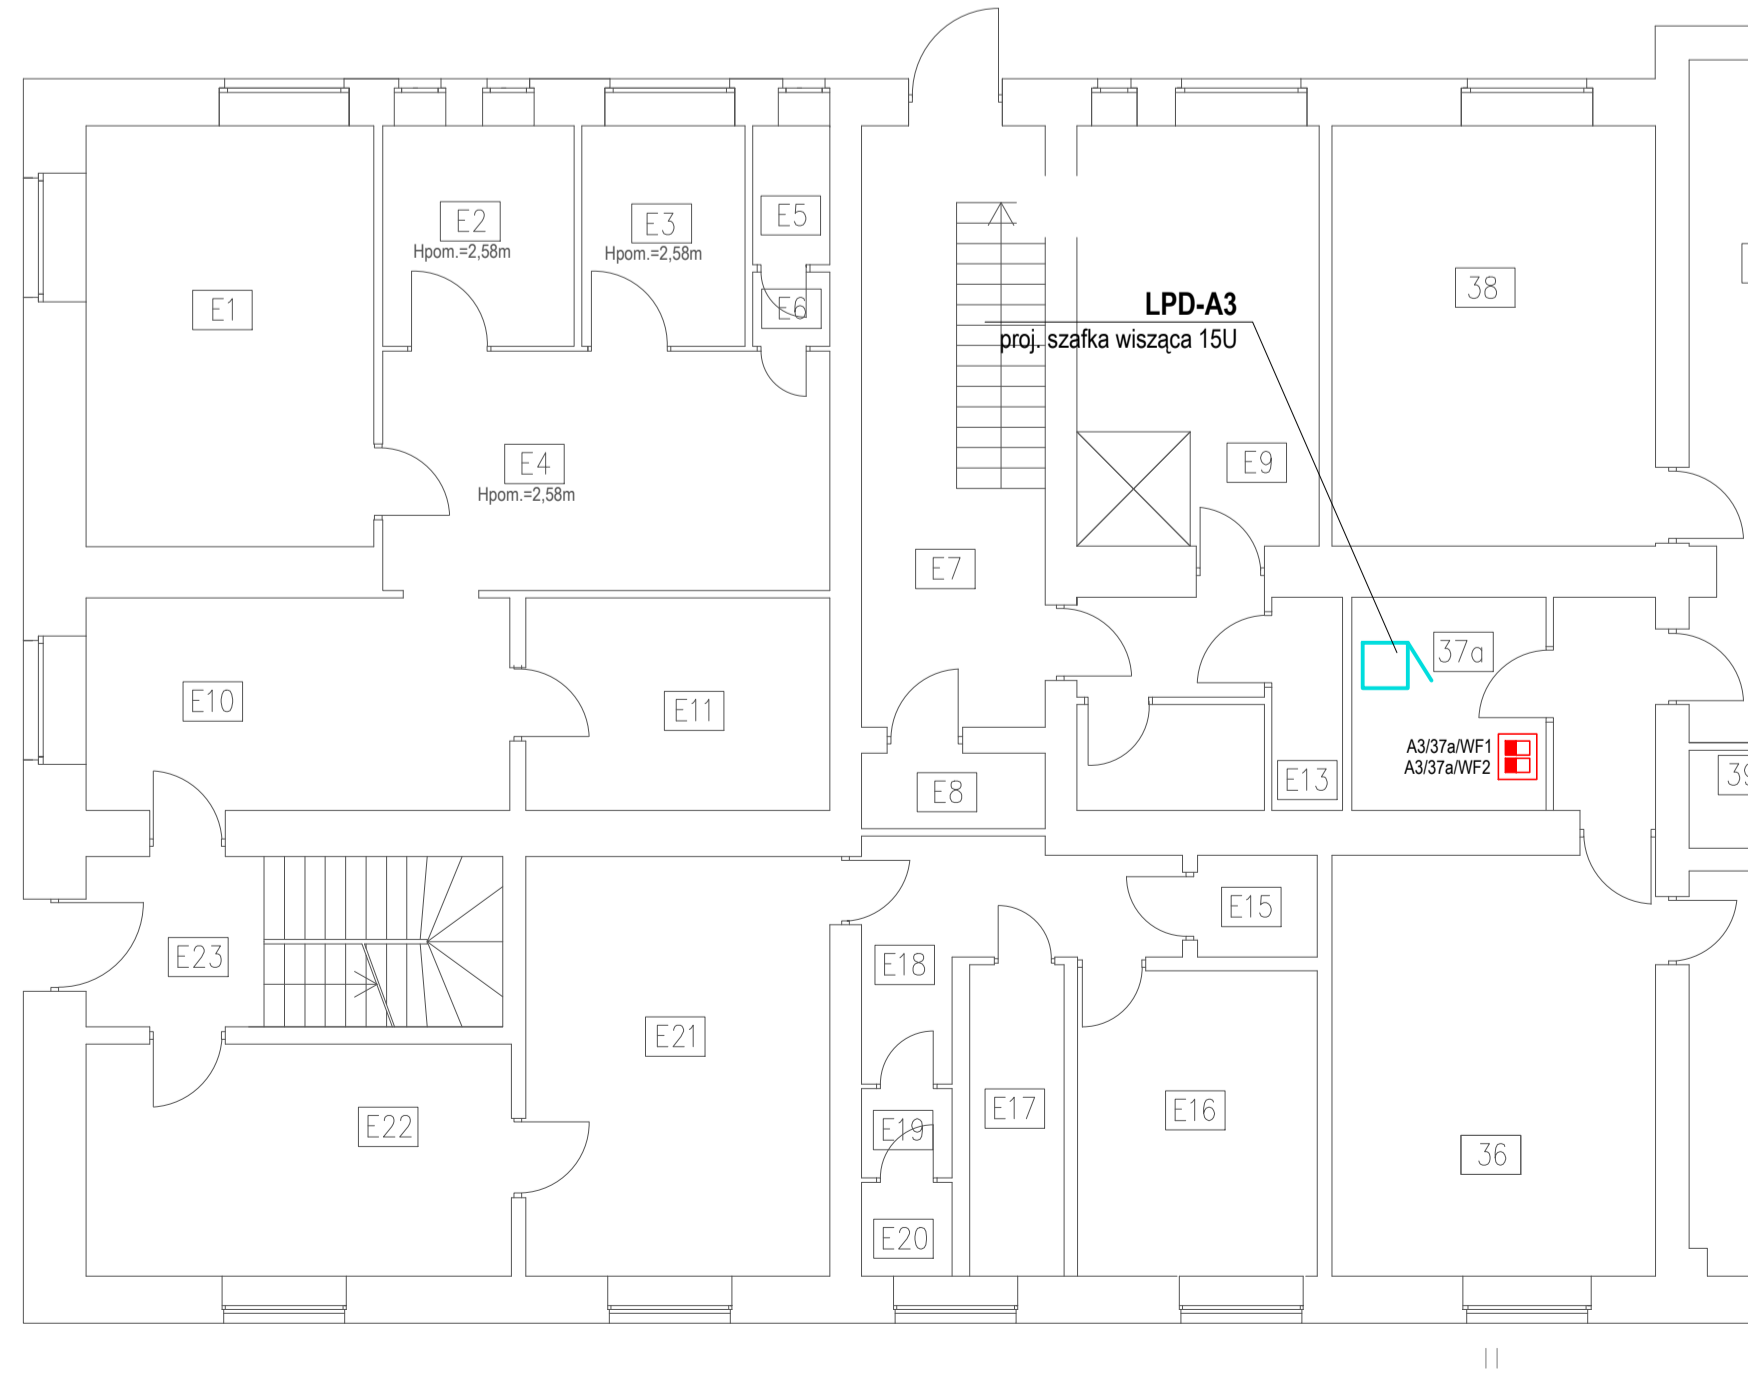 E1
E2
Hpom.=2,58m
E3
Hpom.=2,58m
E5
E6
E4
Hpom.=2,58m
LPD-A3
proj. szafka wisząca 15U
38
E9
E7
37a
E10
E11
A3/37a/WF1
A3/37a/WF2
E8
E13
E15
E23
E18
E21
E22
E19
E17
E16
36
E20